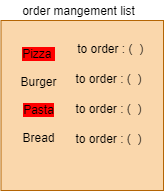 order mangement list
Pizza to order : ( )
Burger to order : ( )
Pasta to order : ( )
Bread to order : ( )